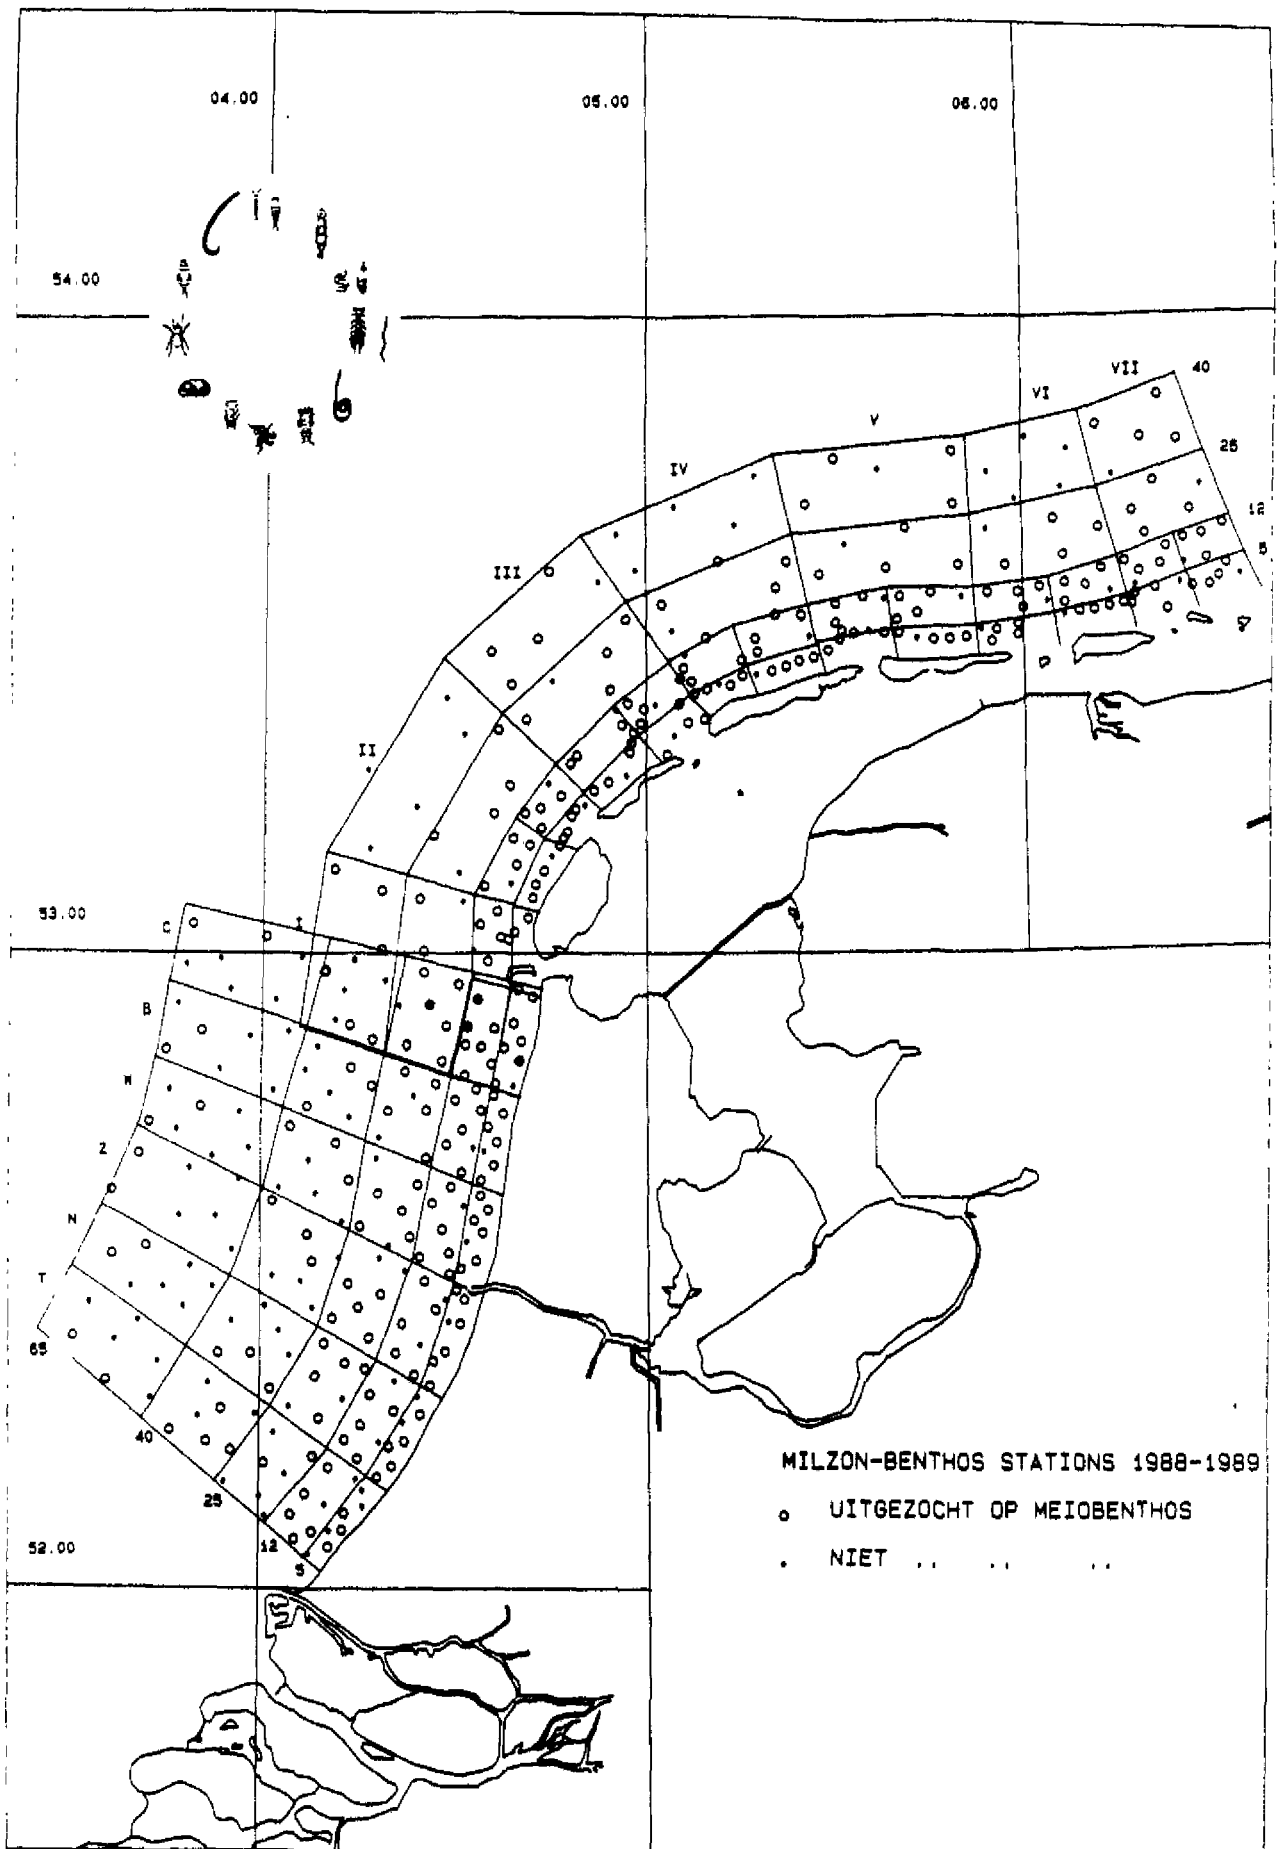 04.00
05.00
06.00
54.00
VII
40
VI
V
25
IV
12
5
III
II
53.00
C
I
B
W
Z
N
T
65
40
25
12
5
MILZON-BENTHOS STATIONS 1988-1989
o UITGEZOCHT OP MEIOBENTHOS
. NIET .. .. ..
52.00